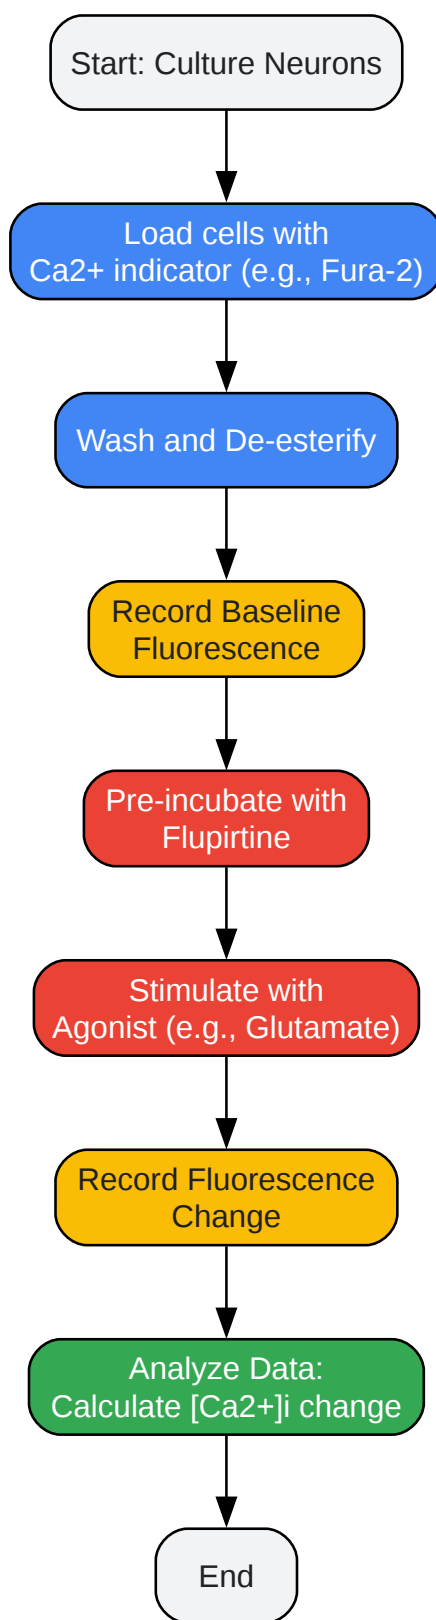 Start: Culture Neurons
Load cells with
Ca2+ indicator (e.g., Fura-2)
Wash and De-esterify
Record Baseline
Fluorescence
Pre-incubate with
Flupirtine
Stimulate with
Agonist (e.g., Glutamate)
Record Fluorescence
Change
Analyze Data:
Calculate [Ca2+]i change
End